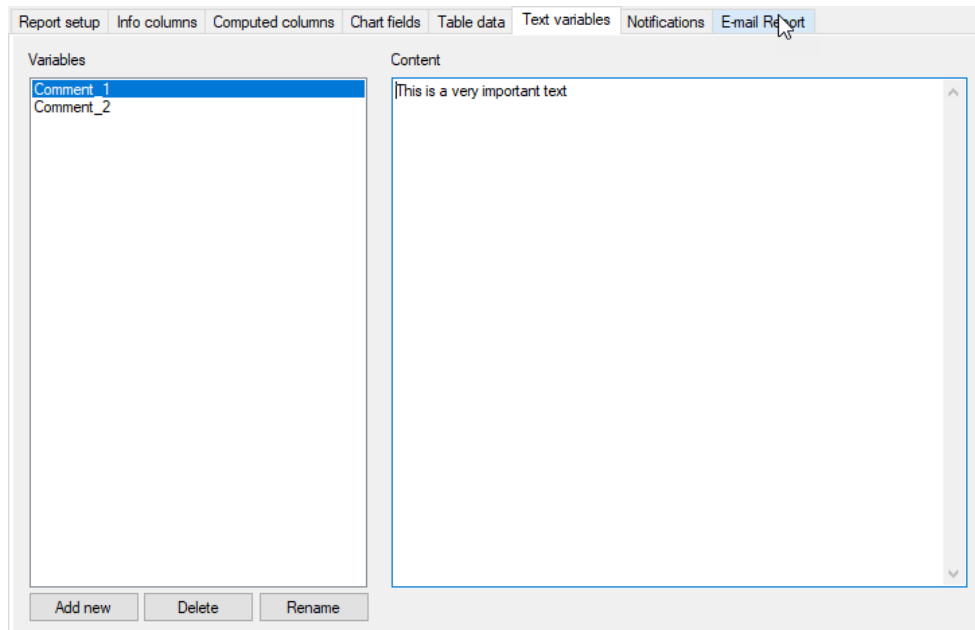 Report setup Info columns Computed columns Chart fields Table data Text variables Notifications E-mail Report
Variables Content
Comment_1 This is a very important text
Comment_2
Add new Delete Rename